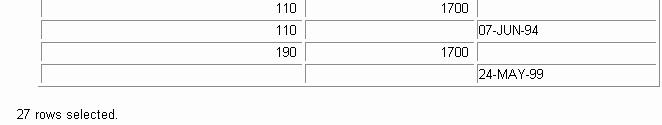 110 1700
110 07-JUN-94
190 1700
24-MAY-99
27 rows selected.